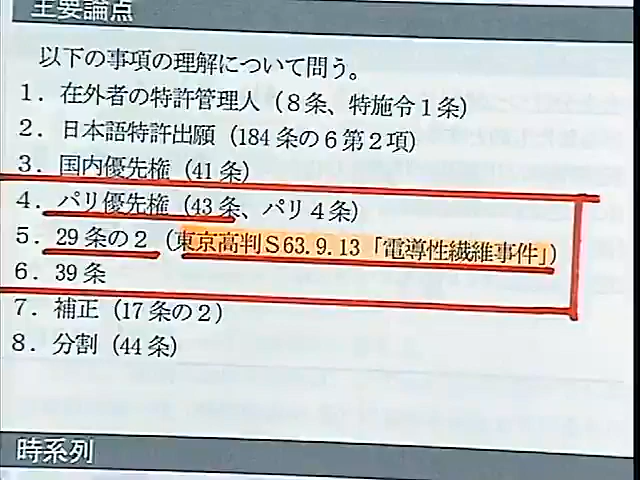 主要論点
以下の事項の理解について問う。
1．在外者の特許管理人（8条、特施令1条）
2．日本語特許出願（184条の6第2項）
3．国内優先権（41条）
4．パリ優先権（43条、パリ4条）
5．29条の2（東京高判S63.9.13「電導性繊維事件」）
6．39条
7．補正（17条の2）
8．分割（44条）
時系列